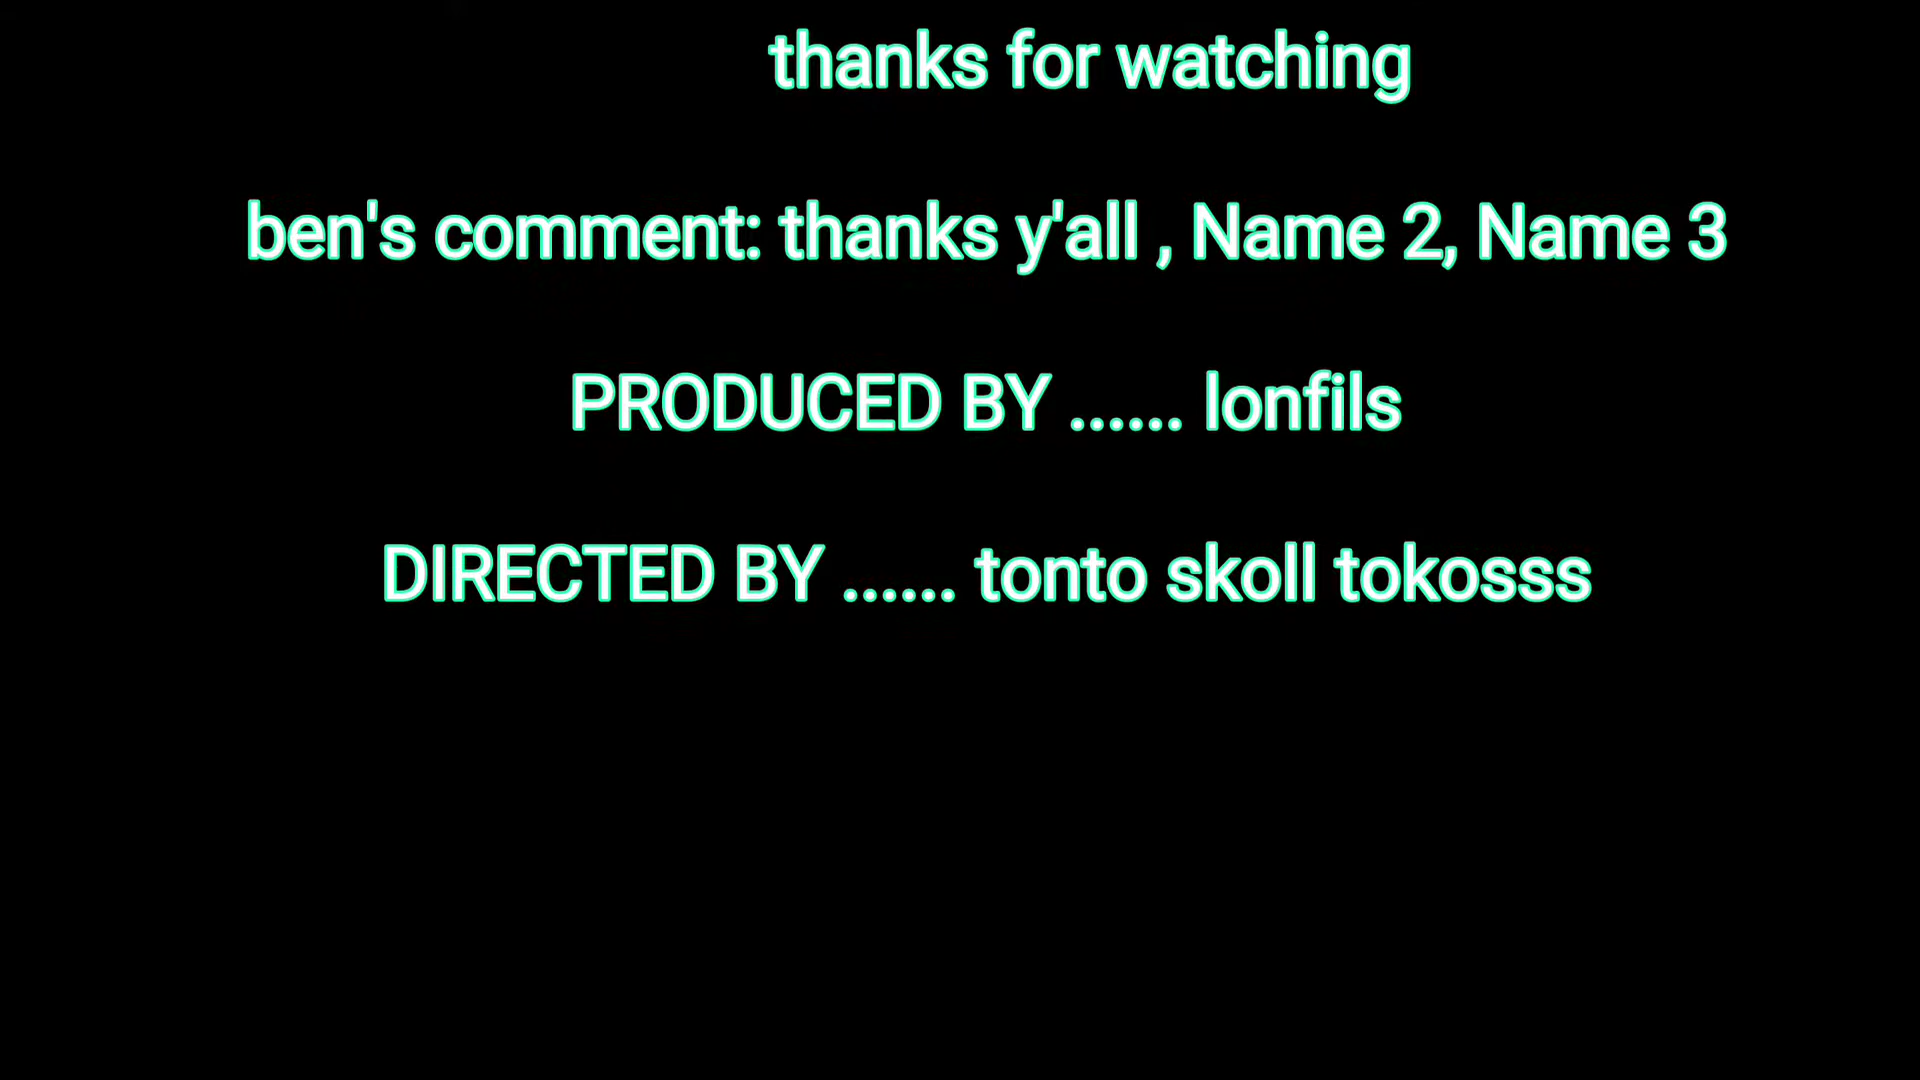 thanks for watching
ben's comment: thanks y'all , Name 2, Name 3
PRODUCED BY ...... lonfils
DIRECTED BY ...... tonto skoll tokosss